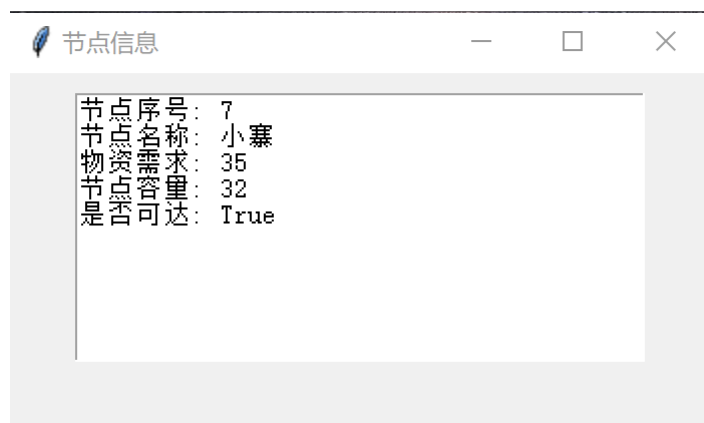 节点信息
节点序号: 7
节点名称: 小寨
物资需求: 35
节点容量: 32
是否可达: True